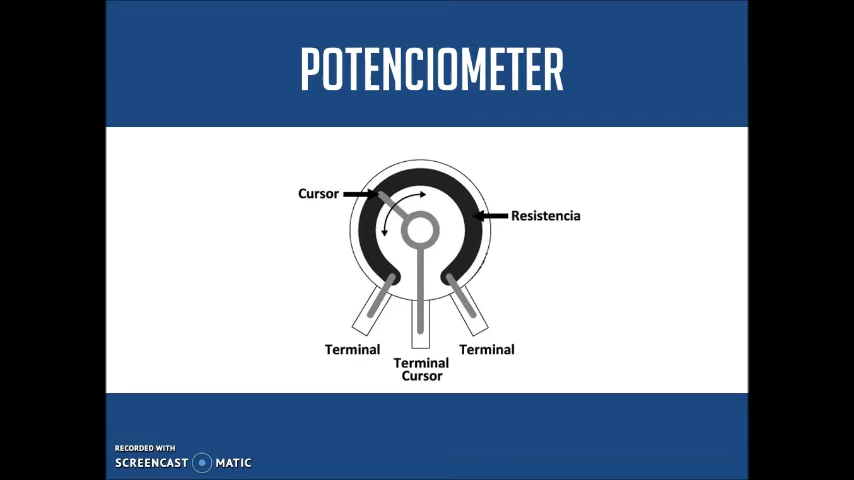 POTENCIOMETER
Cursor
Resistencia
Terminal
Terminal
Terminal
Cursor
RECORDED WITH
SCREENCAST MATIC